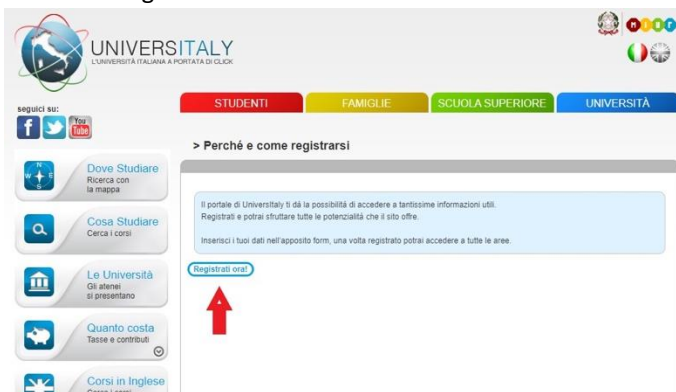 UNIVERSITALY
L'UNIVERSITÀ ITALIANA A PORTATA DI CLICK
seguici su:
You
Tube
STUDENTI
FAMIGLIE
SCUOLA SUPERIORE
UNIVERSITÀ
> Perché e come registrarsi
Dove Studiare
Ricerca con
la mappa
Cosa Studiare
Cerca i corsi
Le Università
Gli atenei
si presentano
Quanto costa
Tasse e contributi
Corsi in Inglese
Il portale di Universitaly ti dá la possibilità di accedere a tantissime informazioni utili.
Registrati e potrai sfruttare tutte le potenzialità che il sito offre.
Inserisci i tuoi dati nell'apposito form, una volta registrato potrai accedere a tutte le aree.
Registrati ora!